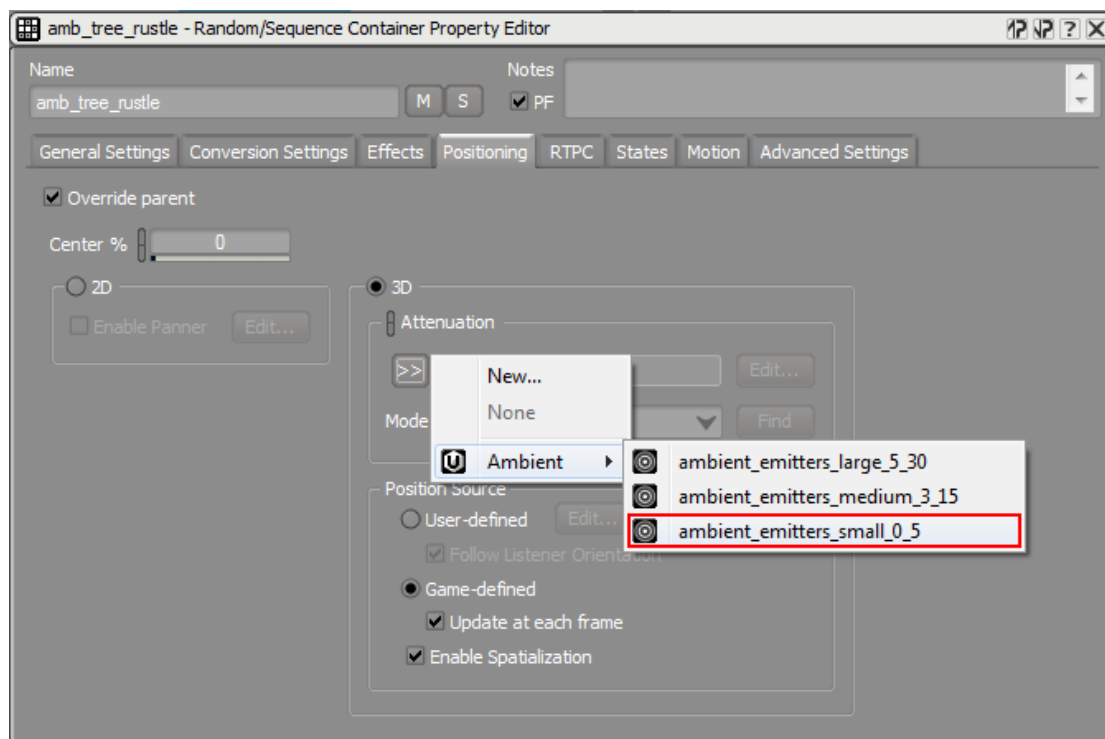 amb_tree_rustle - Random/Sequence Container Property Editor
Name Notes
amb_tree_rustle M S PF
General Settings Conversion Settings Effects Positioning RTPC States Motion Advanced Settings
Override parent
Center % 0
2D 3D
Enable Panner Edit... Attenuation
>> New... Edit...
Mode None Find
Ambient
ambient_emitters_large_5_30
ambient_emitters_medium_3_15
ambient_emitters_small_0_5
Position Source
User-defined Edit...
Follow Listener Orientation
Game-defined
Update at each frame
Enable Spatialization